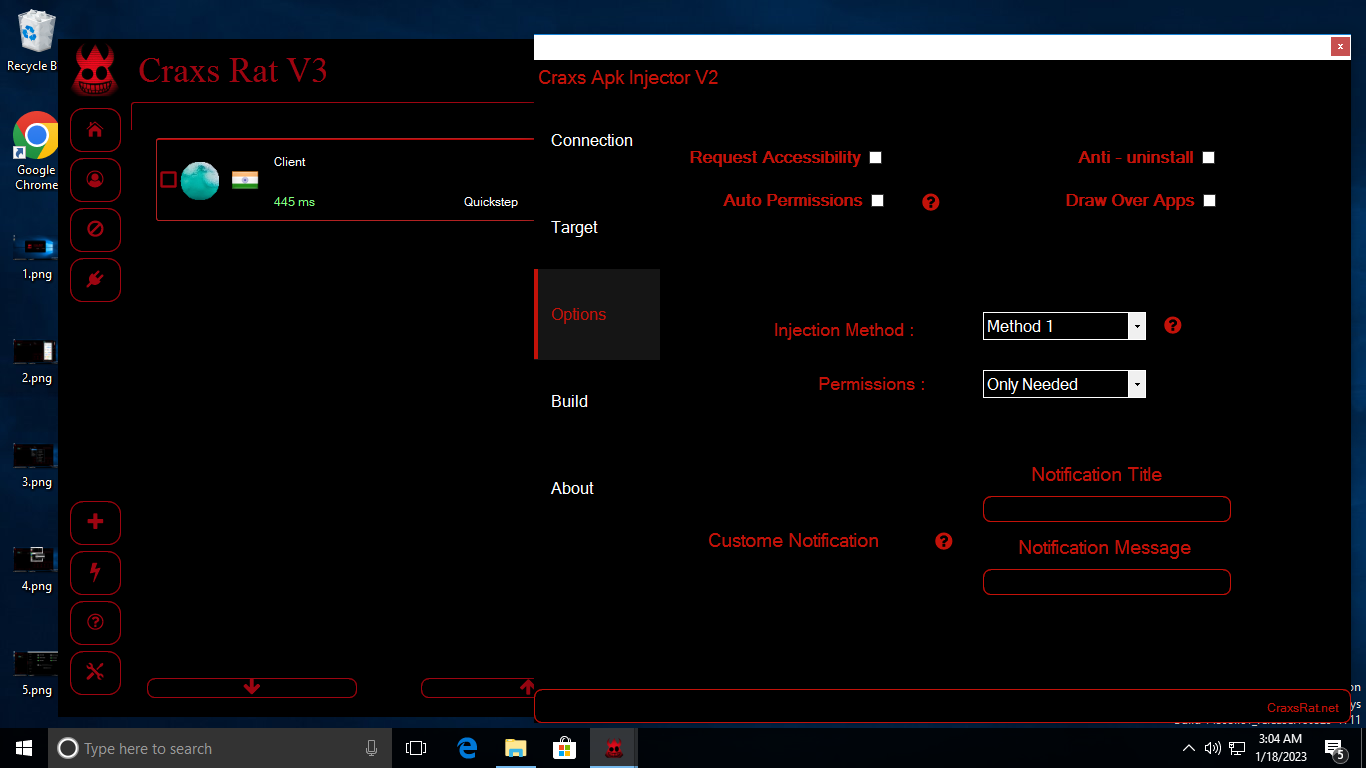 Recycle B
Google
Chrome
1.png
2.png
3.png
4.png
5.png
Craxs Rat V3
Client
445 ms
Quickstep
x
Craxs Apk Injector V2
Connection
Target
Options
Build
About
Request Accessibility
Anti - uninstall
Auto Permissions
?
Draw Over Apps
Injection Method :
Method 1
?
Permissions :
Only Needed
Notification Title
Custome Notification
?
Notification Message
CraxsRat.net
Type here to search
3:04 AM
1/18/2023
5